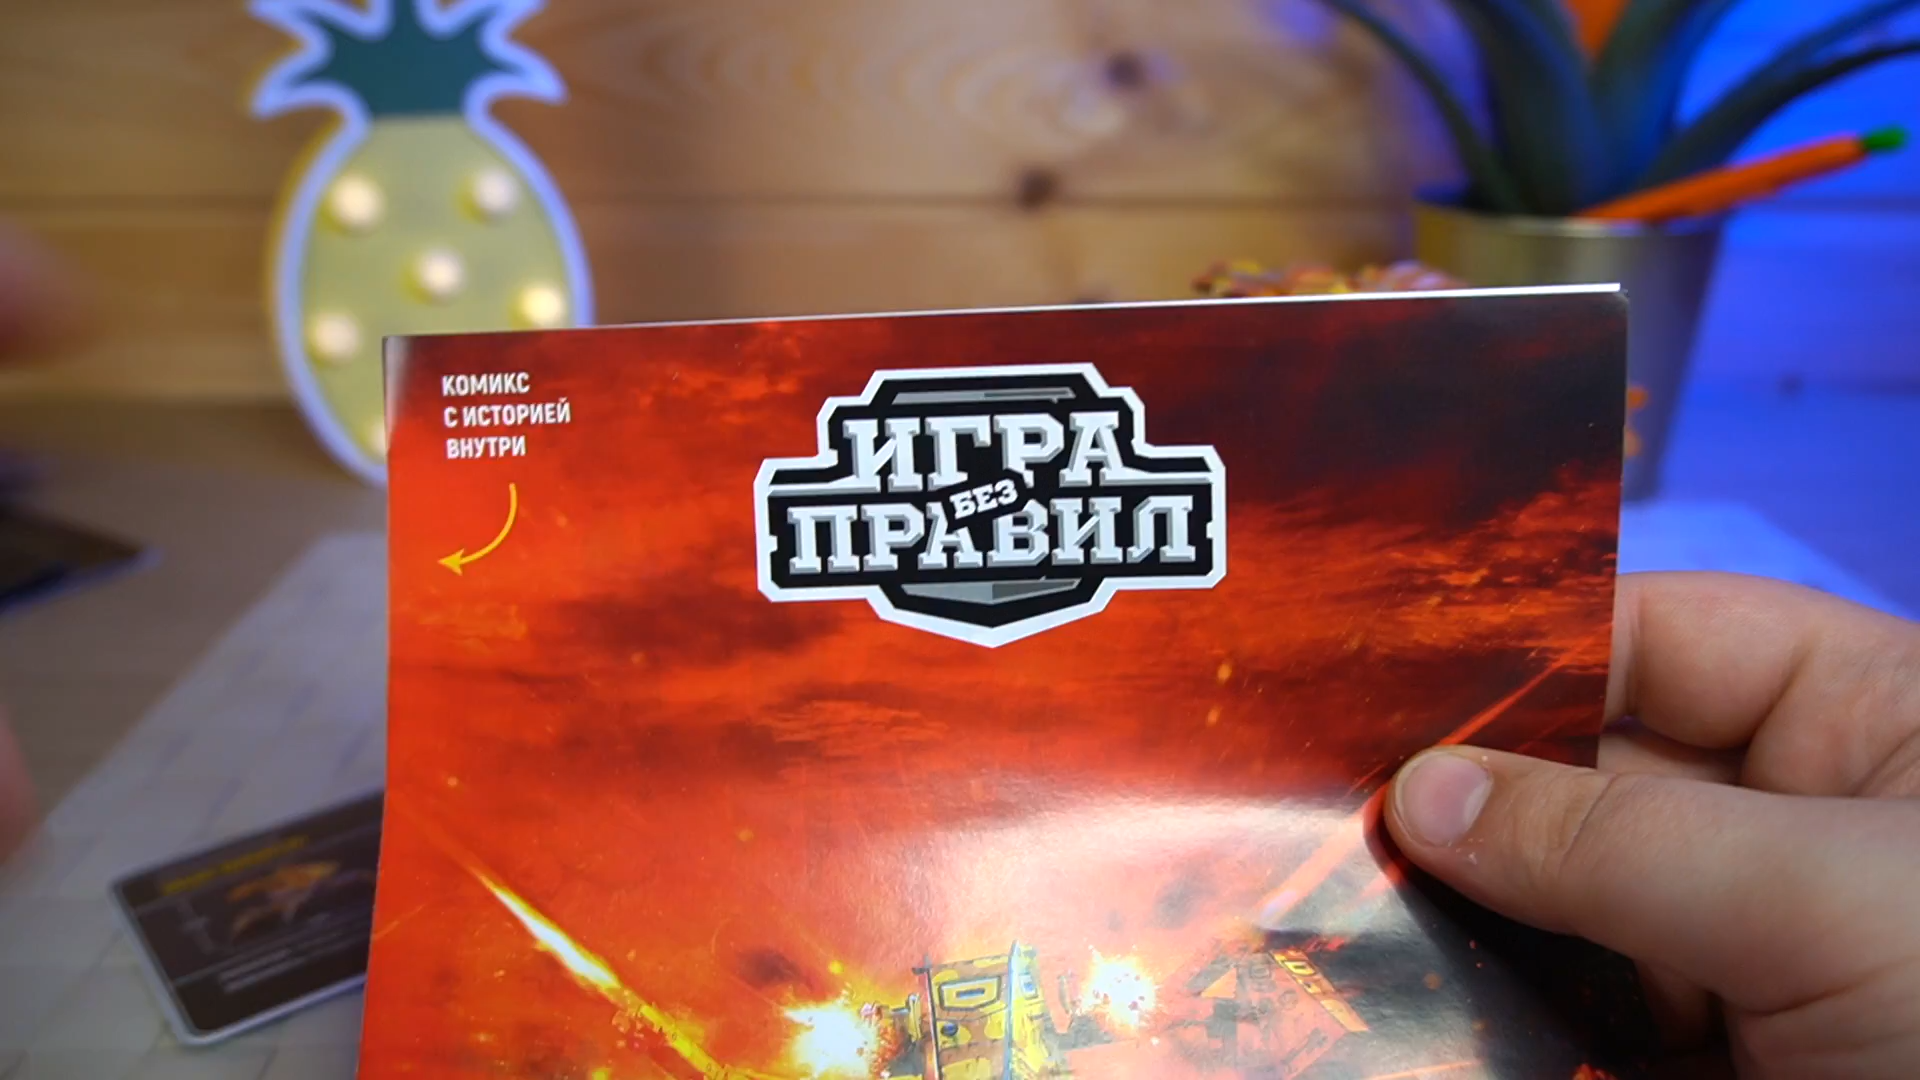 КОМИКС
С ИСТОРИЕЙ
ВНУТРИ
ИГРА
БЕЗ
ПРАВИЛ